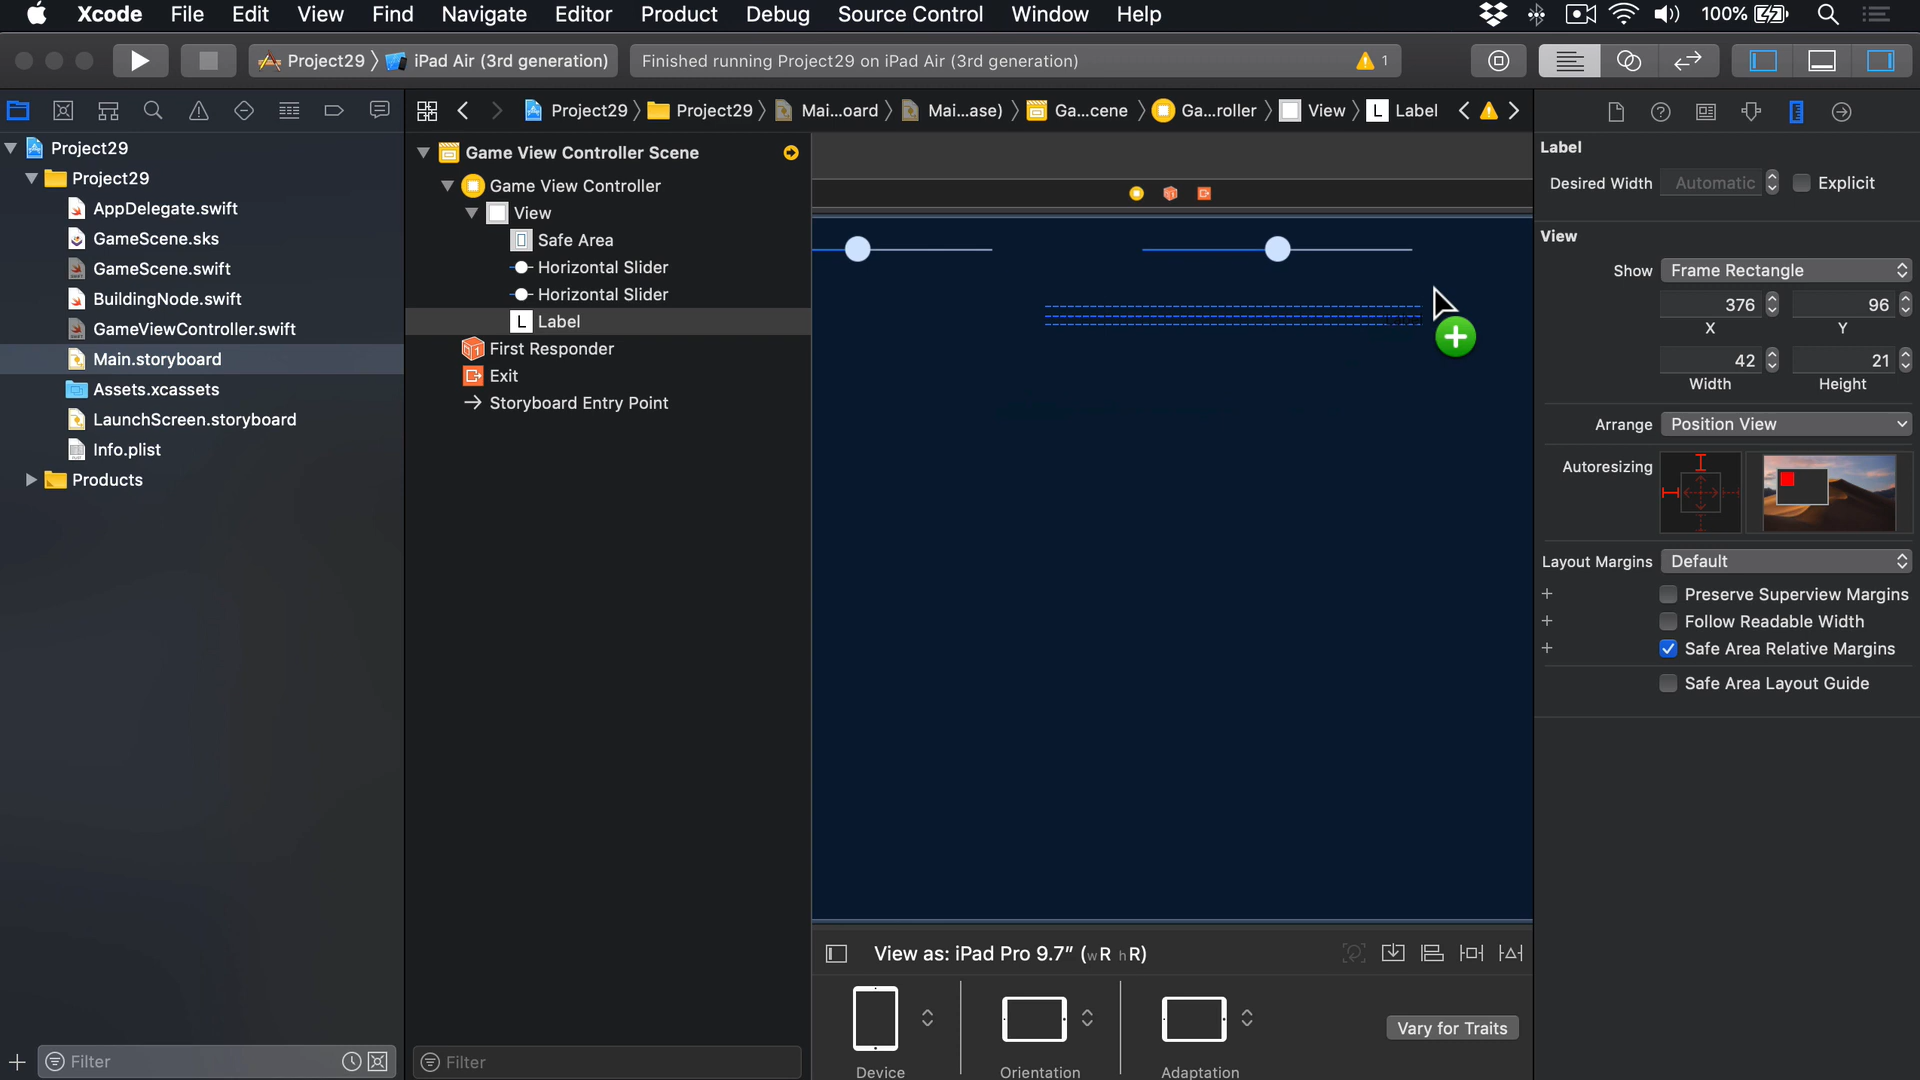 Xcode File Edit View Find Navigate Editor Product Debug Source Control Window Help 100%
Project29 iPad Air (3rd generation) Finished running Project29 on iPad Air (3rd generation) 1
Project29 Project29 Mai...oard Mai...ase) Ga...cene Ga...roller View L Label
Project29
Project29
AppDelegate.swift
GameScene.sks
GameScene.swift
BuildingNode.swift
GameViewController.swift
Main.storyboard
Assets.xcassets
LaunchScreen.storyboard
Info.plist
Products
Filter
Game View Controller Scene
Game View Controller
View
Safe Area
Horizontal Slider
Horizontal Slider
L Label
First Responder
Exit
Storyboard Entry Point
Filter
View as: iPad Pro 9.7” (wR hR)
Vary for Traits
Device Orientation Adaptation
Label
Desired Width Automatic Explicit
View
Show Frame Rectangle
376 96
X Y
42 21
Width Height
Arrange Position View
Autoresizing
Layout Margins Default
Preserve Superview Margins
Follow Readable Width
Safe Area Relative Margins
Safe Area Layout Guide